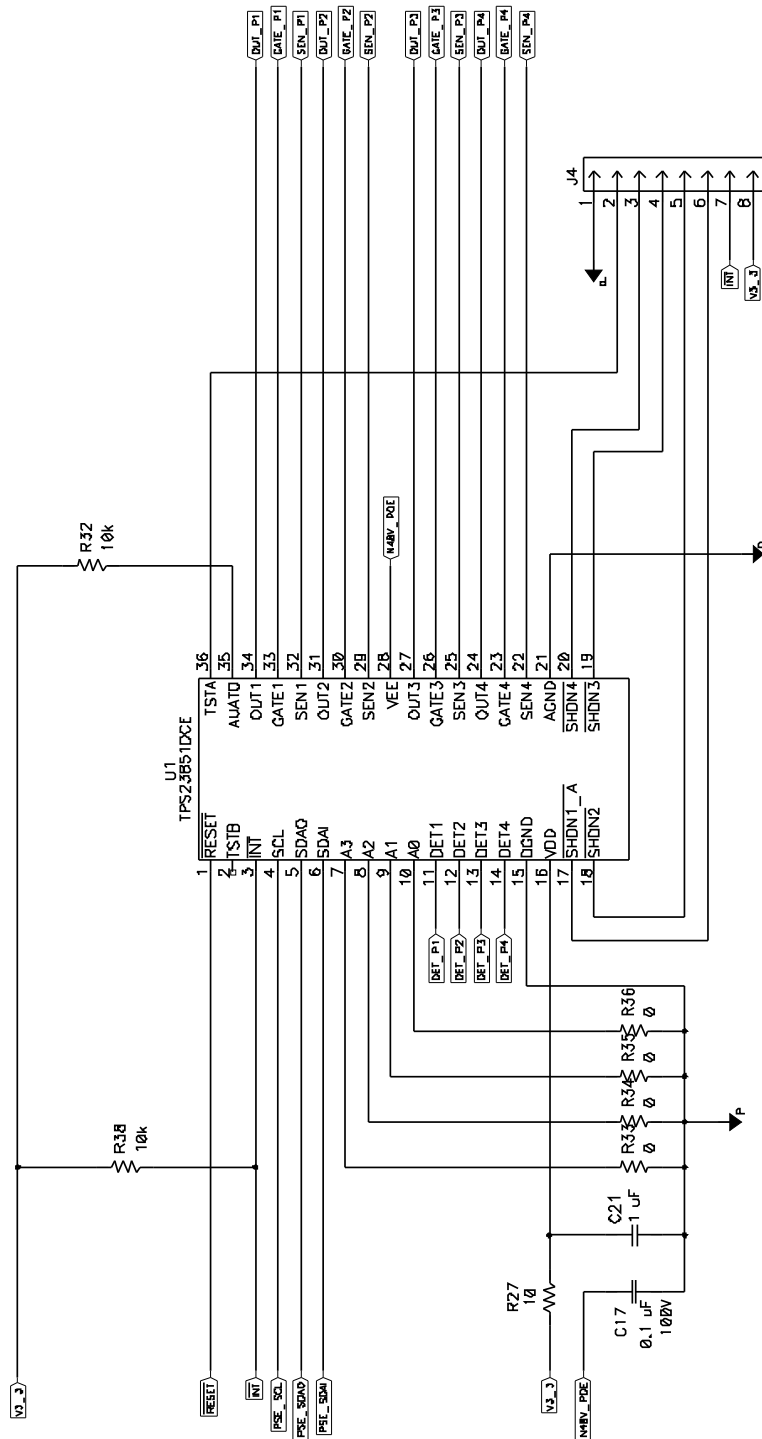 OUT_P1
GATE_P1
SEN_P1
OUT_P2
GATE_P2
SEN_P2
OUT_P3
GATE_P3
SEN_P3
OUT_P4
GATE_P4
SEN_P4
J4
1
2
3
4
5
6
7
8
P
INT
V3_3
R32
10k
N48V_POE
36
35
34
33
32
31
30
29
28
27
26
25
24
23
22
21
20
19
TSTA
AUATO
OUT1
GATE1
SEN1
OUT2
GATE2
SEN2
VEE
OUT3
GATE3
SEN3
OUT4
GATE4
SEN4
AGND
SHDN4
SHDN3
U1
TPS23851DCE
RESET
TSTB
INT
SCL
SDAO
SDAI
A3
A2
A1
A0
DET1
DET2
DET3
DET4
DGND
VDD
SHDN1_A
SHDN2
1
2
3
4
5
6
7
8
9
10
11
12
13
14
15
16
17
18
DET_P1
DET_P2
DET_P3
DET_P4
R36
0
R35
0
R34
0
R33
0
P
R38
10k
C21
1 uF
R27
10
C17
0.1 uF
100V
V3_3
RESET
INT
PSE_SCL
PSE_SDAO
PSE_SDAI
V3_3
N48V_POE